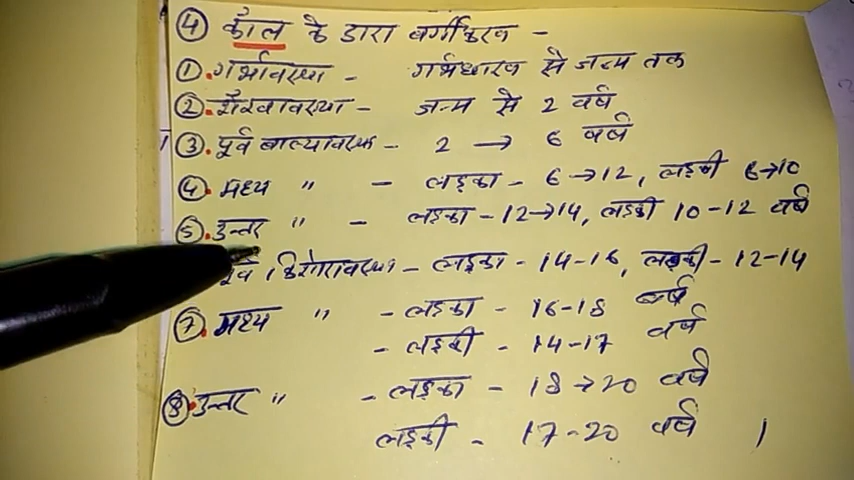 ④ कॉल के द्वारा वर्गीकरण -
①. गर्भावस्था - गर्भधारण से जन्म तक
②. शैशवावस्था - जन्म से 2 वर्ष
③. पूर्व बाल्यावस्था - 2 → 6 वर्ष
④. मध्य " - लड़का - 6 → 12, लड़की 6 → 10
⑤. उत्तर " - लड़का - 12 → 14, लड़की 10 - 12 वर्ष
पूर्व किशोरावस्था - लड़का - 14 - 16, लड़की - 12 - 14
⑦. मध्य " - लड़का - 16 - 18 वर्ष
- लड़की - 14 - 17 वर्ष
⑧. उत्तर " - लड़का - 18 → 20 वर्ष
लड़की - 17 - 20 वर्ष ।